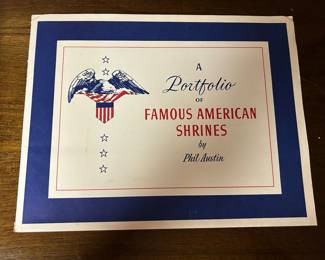 A
Portfolio
OF
FAMOUS AMERICAN
SHRINES
by
Phil Austin